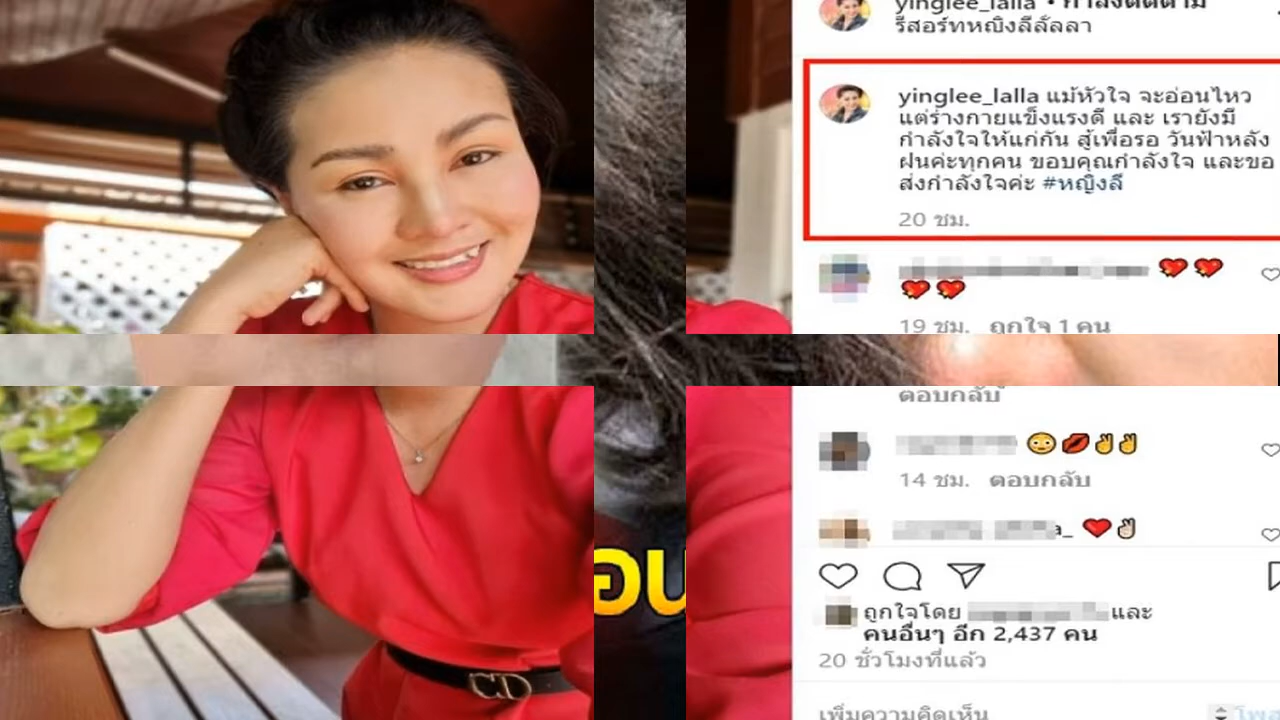 yinglee_lalla • กำลังติดตาม
รีสอร์ทหญิงลีลัลลา
yinglee_lalla แม้หัวใจ จะอ่อนไหว
แต่ร่างกายแข็งแรงดี และ เรายังมี
กำลังใจให้แก่กัน สู้เพื่อรอ วันฟ้าหลัง
ฝนค่ะทุกคน ขอบคุณกำลังใจ และขอ
ส่งกำลังใจค่ะ #หญิงลี
20 ชม.
19 ชม. ถูกใจ 1 คน
ตอบกลับ
14 ชม. ตอบกลับ
a_
อน
ถูกใจโดย และ
คนอื่นๆ อีก 2,437 คน
20 ชั่วโมงที่แล้ว
เพิ่มความคิดเห็น
CD